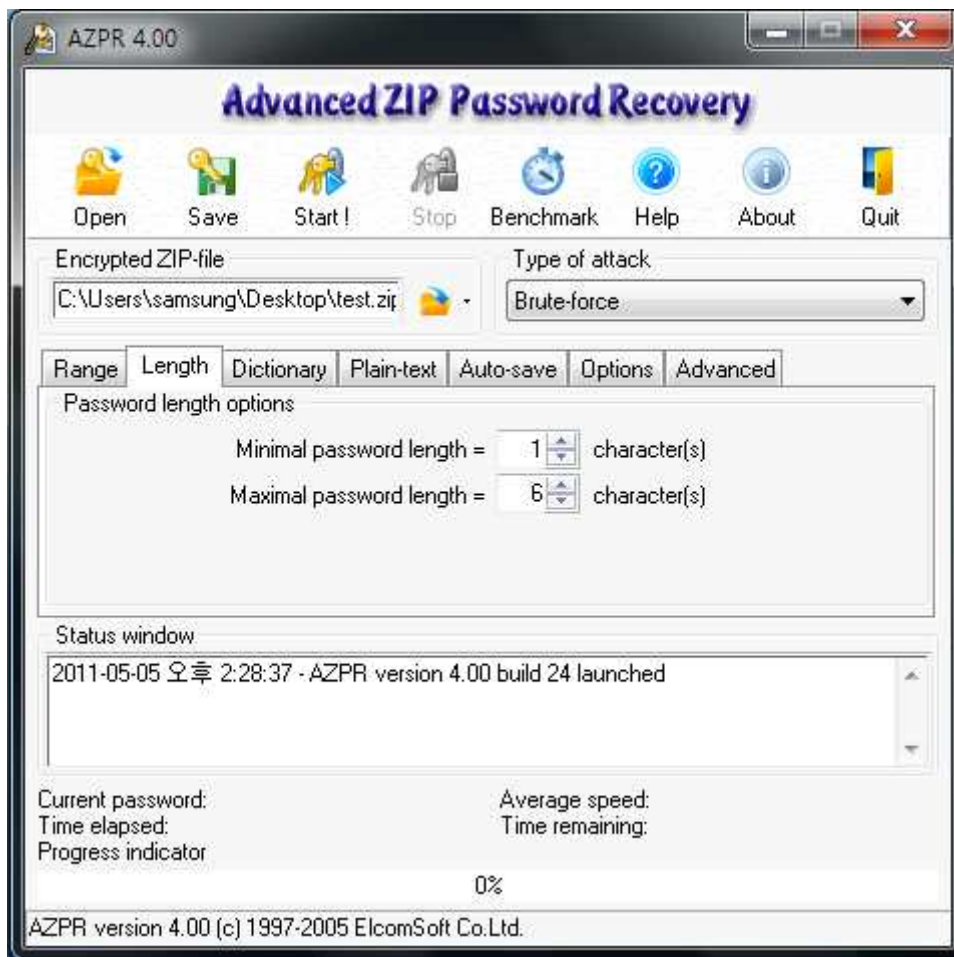 AZPR 4.00
Advanced ZIP Password Recovery
Open Save Start ! Stop Benchmark Help About Quit
Encrypted ZIP-file Type of attack
C:\Users\samsung\Desktop\test.zip Brute-force
Range Length Dictionary Plain-text Auto-save Options Advanced
Password length options
Minimal password length = 1 character(s)
Maximal password length = 6 character(s)
Status window
2011-05-05 오후 2:28:37 - AZPR version 4.00 build 24 launched
Current password: Average speed:
Time elapsed: Time remaining:
Progress indicator
0%
AZPR version 4.00 (c) 1997-2005 ElcomSoft Co.Ltd.